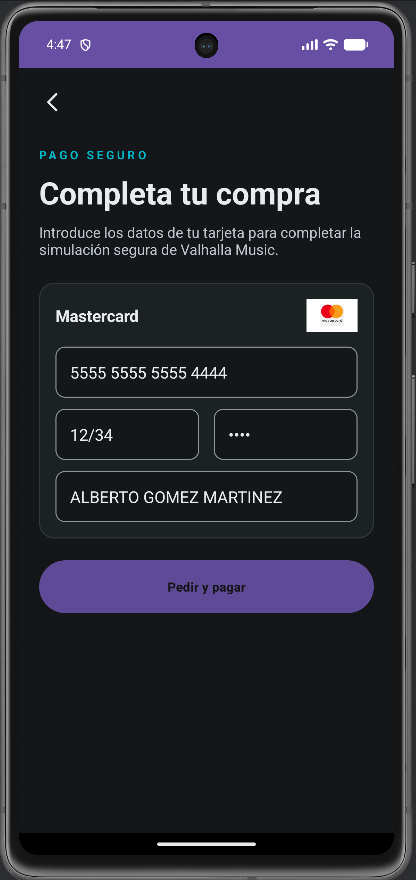 4:47
PAGO SEGURO
Completa tu compra
Introduce los datos de tu tarjeta para completar la
simulación segura de Valhalla Music.
Mastercard
5555 5555 5555 4444
12/34
••••
ALBERTO GOMEZ MARTINEZ
Pedir y pagar